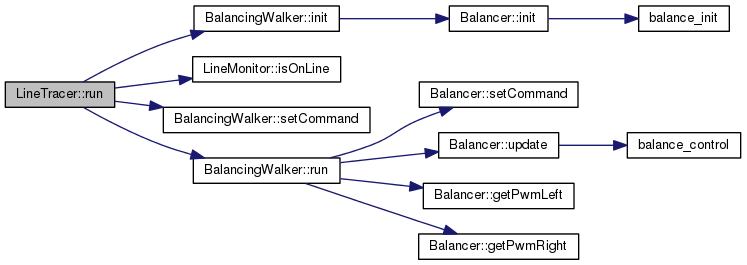 BalancingWalker::init
Balancer::init
balance_init
LineMonitor::isOnLine
LineTracer::run
Balancer::setCommand
BalancingWalker::setCommand
Balancer::update
balance_control
BalancingWalker::run
Balancer::getPwmLeft
Balancer::getPwmRight